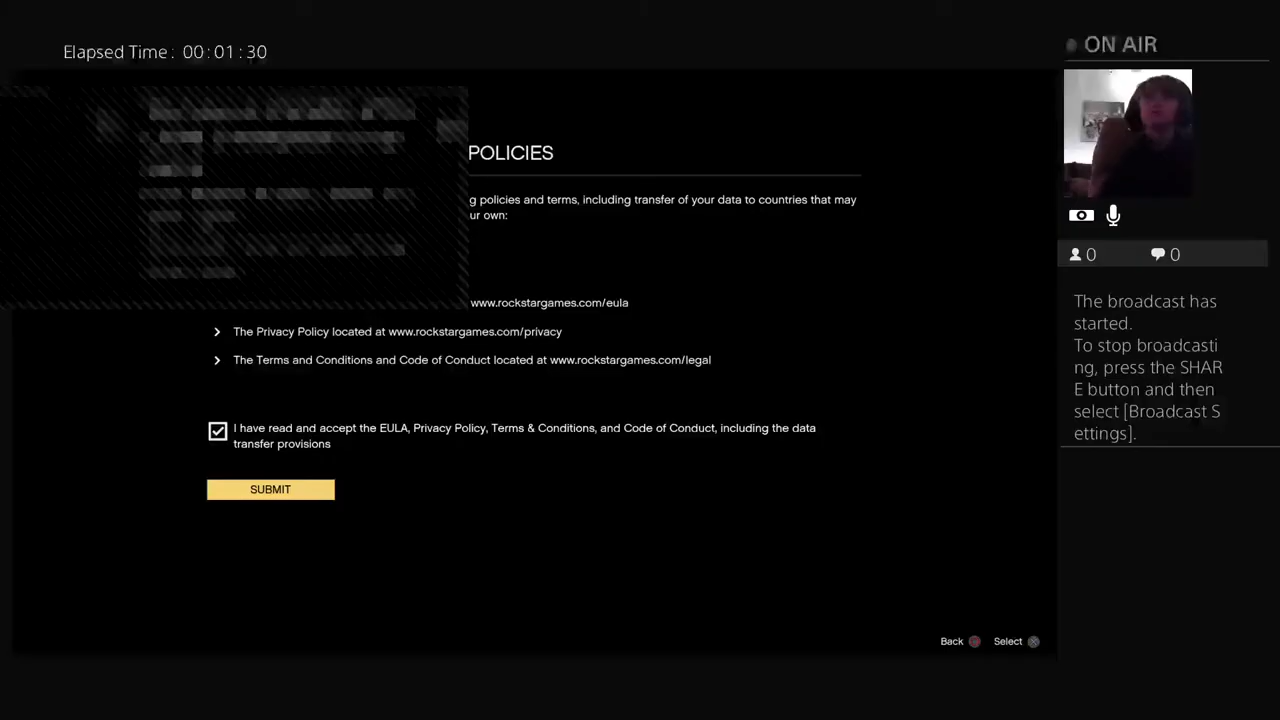 Elapsed Time: 00:01:30
ON AIR
POLICIES
g policies and terms, including transfer of your data to countries that may
ur own:
www.rockstargames.com/eula
The Privacy Policy located at www.rockstargames.com/privacy
The Terms and Conditions and Code of Conduct located at www.rockstargames.com/legal
I have read and accept the EULA, Privacy Policy, Terms & Conditions, and Code of Conduct, including the data
transfer provisions
SUBMIT
Back
Select
0
0
The broadcast has
started.
To stop broadcasti
ng, press the SHAR
E button and then
select [Broadcast S
ettings].